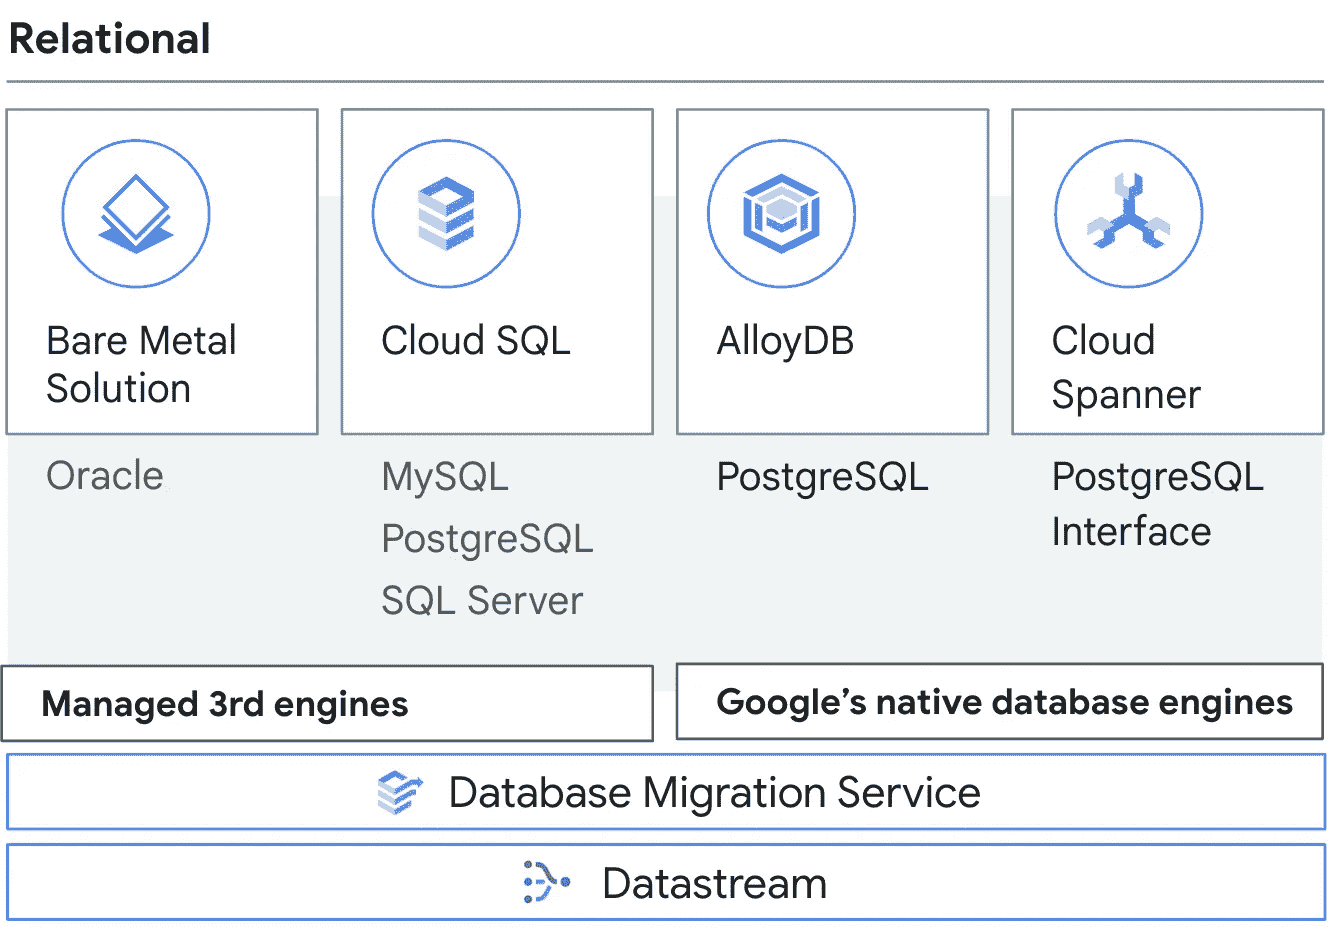 Relational
Bare Metal
Solution
Cloud SQL
AlloyDB
Cloud
Spanner
Oracle
MySQL
PostgreSQL
SQL Server
PostgreSQL
PostgreSQL
Interface
Managed 3rd engines
Google’s native database engines
Database Migration Service
Datastream